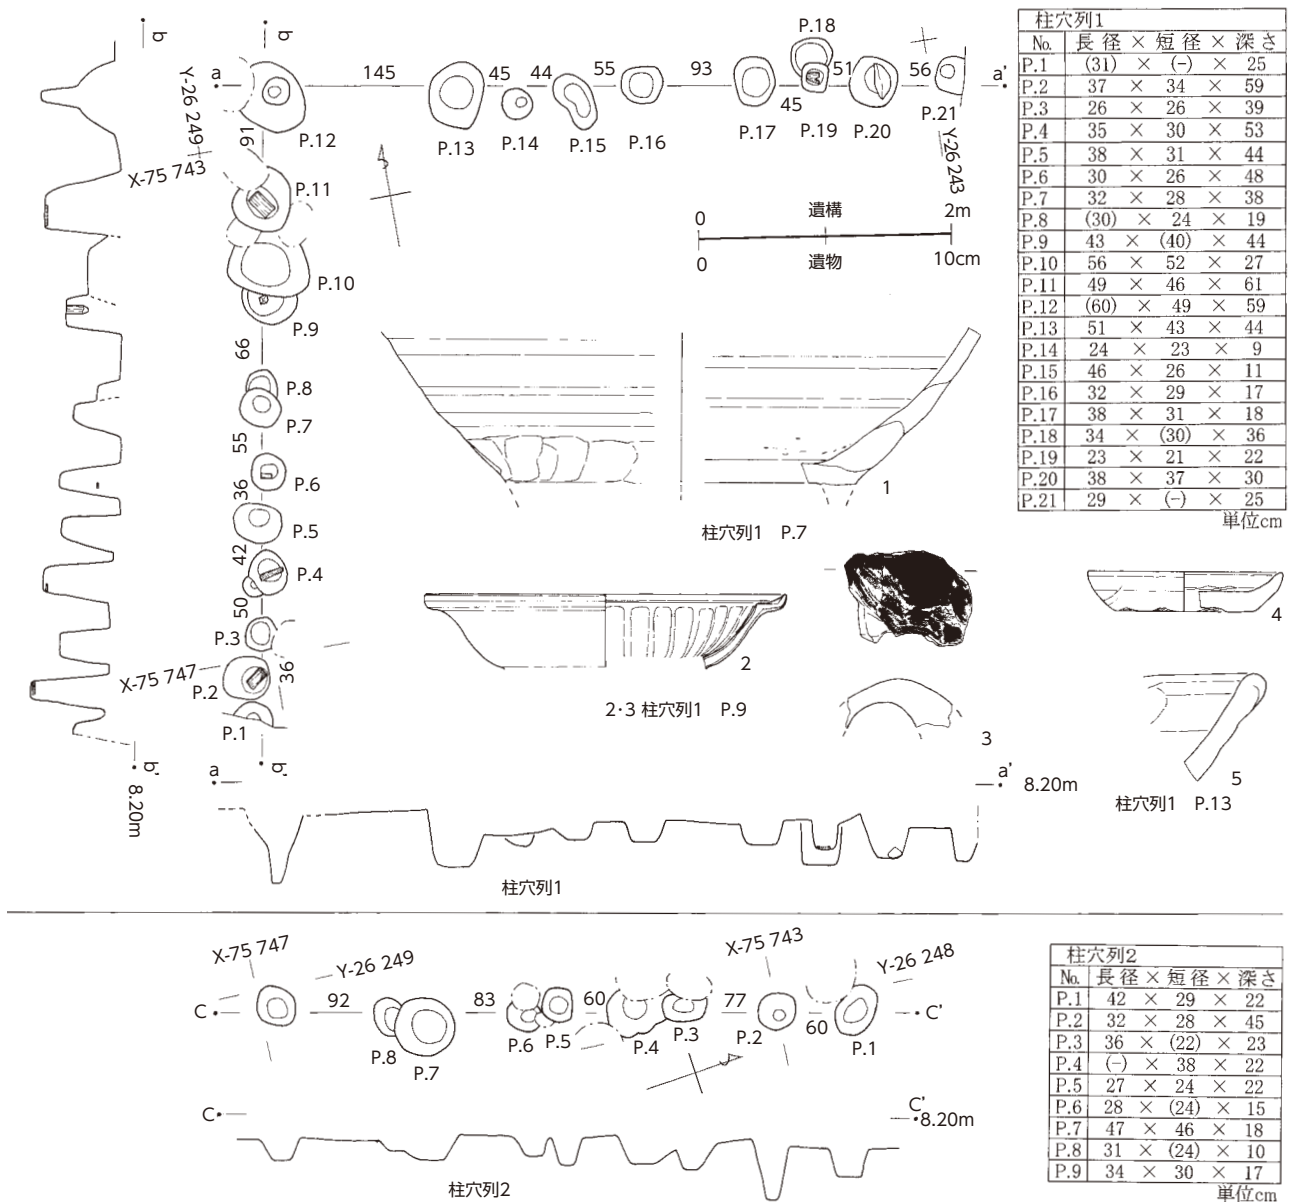 b
b
P.18
a
145
45
44
55
93
51
56
a'
Y-26 249
P.12
91
P.13
P.14
P.15
P.16
P.17
45
P.19
P.20
P.21
Y-26 243
X-75 743
P.11
0
遺構
2m
0
遺物
10cm
P.10
P.9
66
P.8
P.7
55
P.6
36
P.5
42
P.4
50
P.3
36
X-75 747
P.2
P.1
1
柱穴列1 P.7
2
2・3 柱穴列1 P.9
3
4
5
柱穴列1 P.13
b'
b'
8.20m
a
a'
8.20m
柱穴列1
柱穴列1
No. 長径 × 短径 × 深さ
P.1 (31) × (-) × 25
P.2 37 × 34 × 59
P.3 26 × 26 × 39
P.4 35 × 30 × 53
P.5 38 × 31 × 44
P.6 30 × 26 × 48
P.7 32 × 28 × 38
P.8 (30) × 24 × 19
P.9 43 × (40) × 44
P.10 56 × 52 × 27
P.11 49 × 46 × 61
P.12 (60) × 49 × 59
P.13 51 × 43 × 44
P.14 24 × 23 × 9
P.15 46 × 26 × 11
P.16 32 × 29 × 17
P.17 38 × 31 × 18
P.18 34 × (30) × 36
P.19 23 × 21 × 22
P.20 38 × 37 × 30
P.21 29 × (-) × 25
単位cm
X-75 747
Y-26 249
X-75 743
Y-26 248
C
92
83
60
77
60
C'
P.8
P.7
P.6
P.5
P.4
P.3
P.2
P.1
C
C'
8.20m
柱穴列2
柱穴列2
No. 長径 × 短径 × 深さ
P.1 42 × 29 × 22
P.2 32 × 28 × 45
P.3 36 × (22) × 23
P.4 (-) × 38 × 22
P.5 27 × 24 × 22
P.6 28 × (24) × 15
P.7 47 × 46 × 18
P.8 31 × (24) × 10
P.9 34 × 30 × 17
単位cm